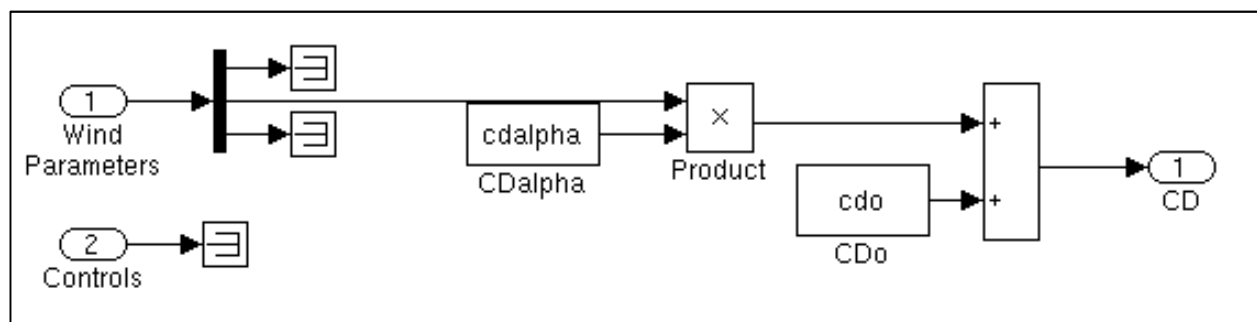 1
Wind
Parameters
cdalpha
CDalpha
×
Product
+
+
cdo
CDo
1
CD
2
Controls